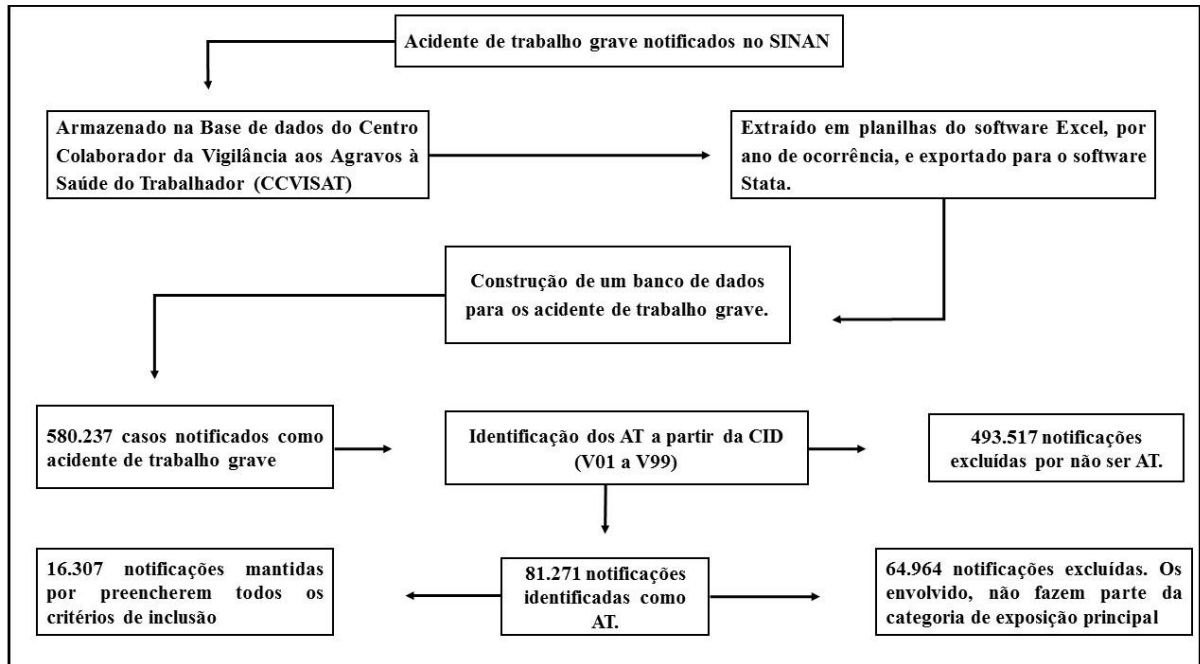 Acidente de trabalho grave notificados no SINAN
Armazenado na Base de dados do Centro
Colaborador da Vigilância aos Agravos à
Saúde do Trabalhador (CCVISAT)
Extraído em planilhas do software Excel, por
ano de ocorrência, e exportado para o software
Stata.
Construção de um banco de dados
para os acidente de trabalho grave.
580.237 casos notificados como
acidente de trabalho grave
Identificação dos AT a partir da CID
(V01 a V99)
493.517 notificações
excluídas por não ser AT.
16.307 notificações mantidas
por preencherem todos os
critérios de inclusão
81.271 notificações
identificadas como
AT.
64.964 notificações excluídas. Os
envolvido, não fazem parte da
categoria de exposição principal